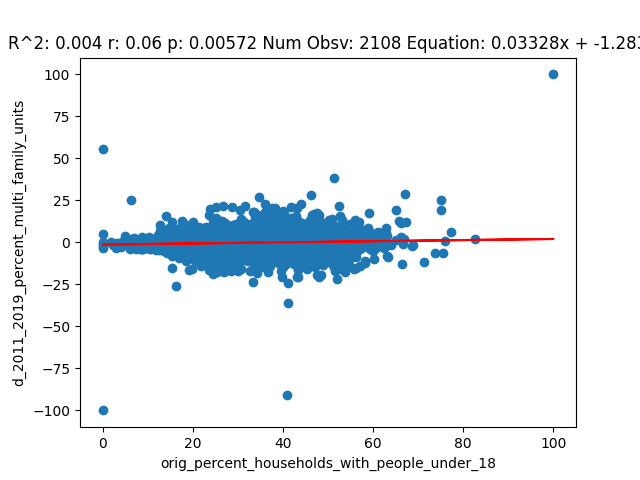 R^2: 0.004 r: 0.06 p: 0.00572 Num Obsv: 2108 Equation: 0.03328x + -1.283
100
75
50
25
0
−25
−50
−75
−100
d_2011_2019_percent_multi_family_units
0 20 40 60 80 100
orig_percent_households_with_people_under_18